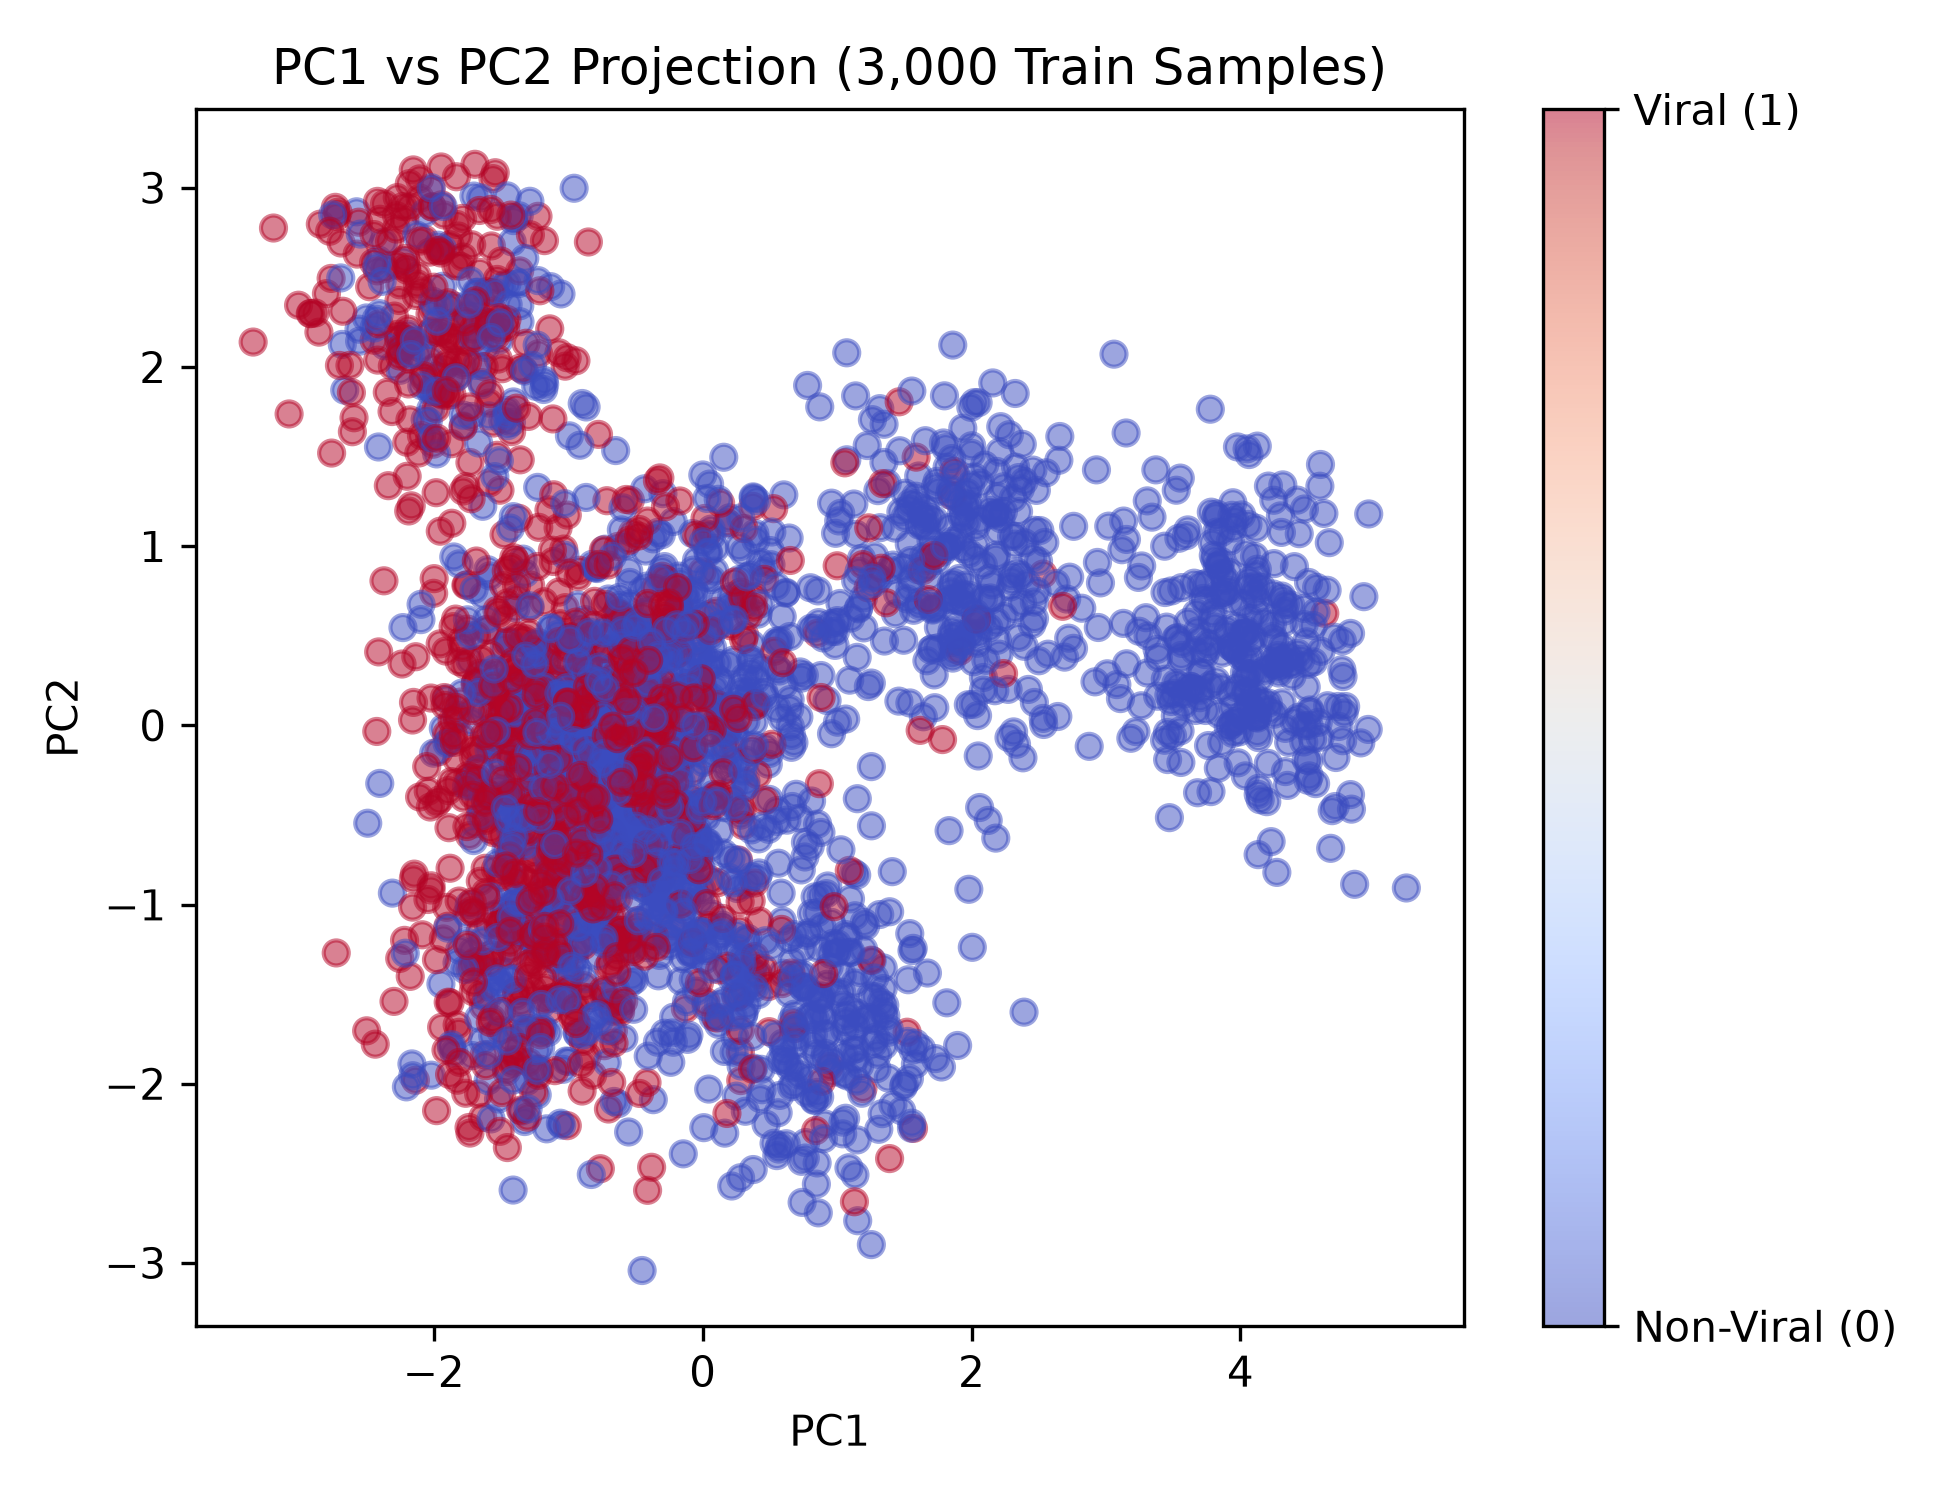 PC1 vs PC2 Projection (3,000 Train Samples)
Viral (1)
3
2
1
0
−1
−2
−3
PC2
−2
0
2
4
PC1
Non-Viral (0)